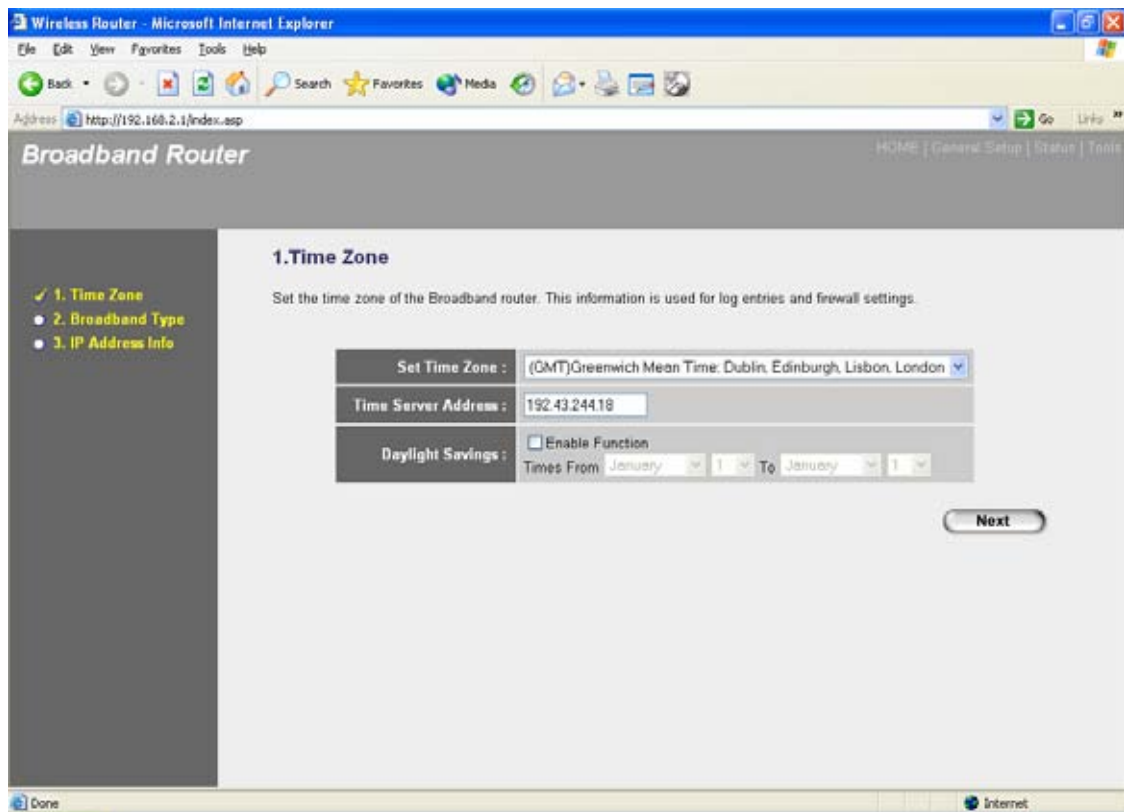 Wireless Router - Microsoft Internet Explorer
File Edit View Favorites Tools Help
Back Search Favorites Media
Address http://192.168.2.1/index.asp Go Links »
Broadband Router
HOME | General Setup | Status | Tools
1.Time Zone
Set the time zone of the Broadband router. This information is used for log entries and firewall settings.
1. Time Zone
2. Broadband Type
3. IP Address Info
Set Time Zone : (GMT)Greenwich Mean Time: Dublin, Edinburgh, Lisbon, London
Time Server Address : 192.43.244.18
Daylight Savings : Enable Function
Times From January 1 To January 1
Next
Done Internet